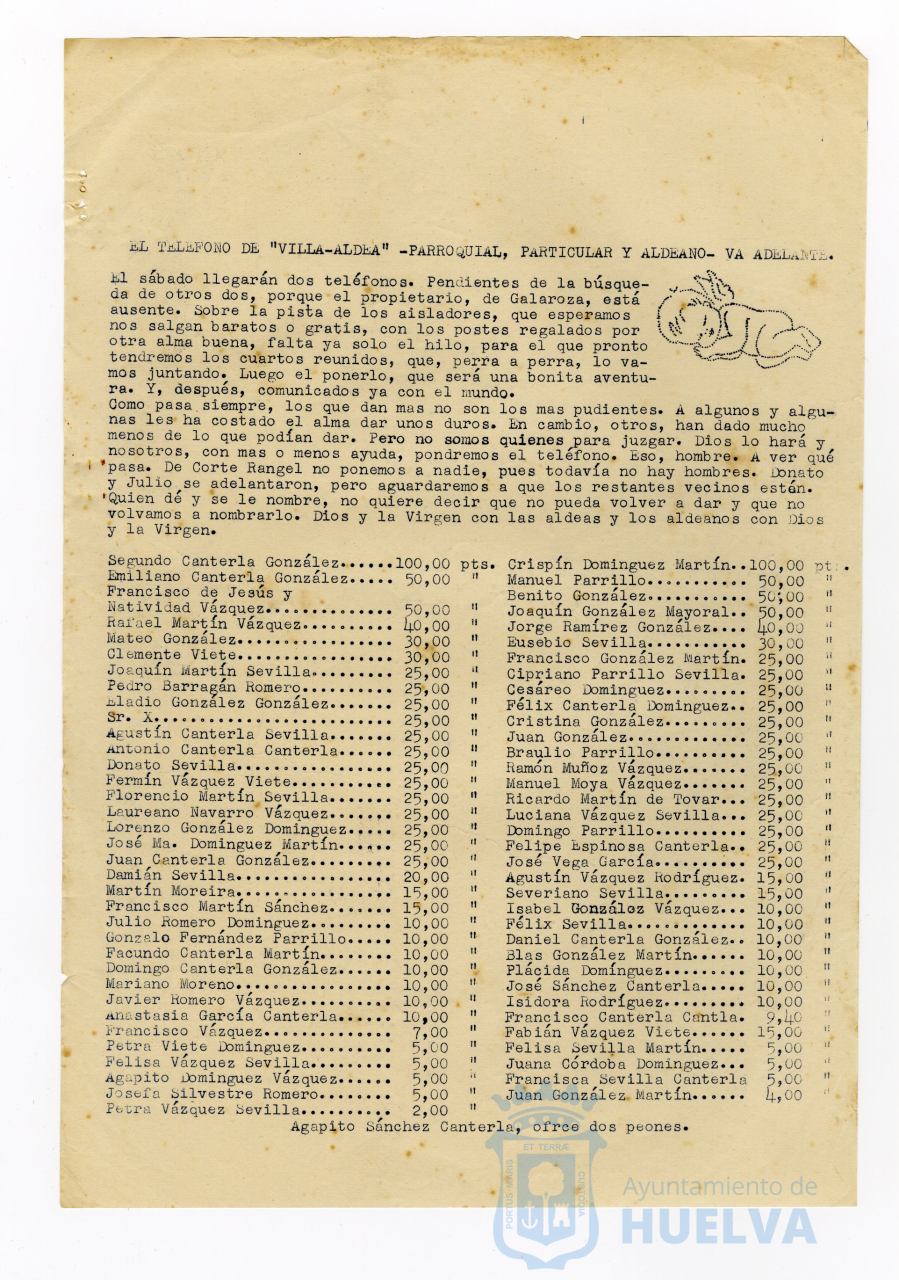 EL TELEFONO DE "VILLA-ALDEA" -PARROQUIAL, PARTICULAR Y ALDEANO- VA ADELANTE.
El sábado llegarán dos teléfonos. Pendientes de la búsque-
da de otros dos, porque el propietario, de Galaroza, está
ausente. Sobre la pista de los aisladores, que esperamos
nos salgan baratos o gratis, con los postes regalados por
otra alma buena, falta ya solo el hilo, para el que pronto
tendremos los cuartos reunidos, que, perra a perra, lo va-
mos juntando. Luego el ponerlo, que será una bonita aventu-
ra. Y, después, comunicados ya con el mundo.
Como pasa siempre, los que dan mas no son los mas pudientes. A algunos y algu-
nas les ha costado el alma dar unos duros. En cambio, otros, han dado mucho
menos de lo que podían dar. Pero no somos quienes para juzgar. Dios lo hará y
nosotros, con mas o menos ayuda, pondremos el teléfono. Eso, hombre. A ver qué
pasa. De Corte Rangel no ponemos a nadie, pues todavía no hay hombres. Donato
y Julio se adelantaron, pero aguardaremos a que los restantes vecinos estén.
Quien dé y se le nombre, no quiere decir que no pueda volver a dar y que no
volvamos a nombrarlo. Dios y la Virgen con las aldeas y los aldeanos con Dios
y la Virgen.
Segundo Canterla González......100,00 pts.
Emiliano Canterla González..... 50,00 "
Francisco de Jesús y
Natividad Vázquez.............. 50,00 "
Rafael Martín Vázquez.......... 40,00 "
Mateo González................. 30,00 "
Clemente Viete................. 30,00 "
Joaquín Martín Sevilla......... 25,00 "
Pedro Barragán Romero.......... 25,00 "
Eladio González González....... 25,00 "
Sr. X.......................... 25,00 "
Agustín Canterla Sevilla....... 25,00 "
Antonio Canterla Canterla...... 25,00 "
Donato Sevilla................. 25,00 "
Fermín Vázquez Viete........... 25,00 "
Florencio Martín Sevilla....... 25,00 "
Laureano Navarro Vázquez....... 25,00 "
Lorenzo González Dominguez..... 25,00 "
José Ma. Dominguez Martín...... 25,00 "
Juan Canterla González......... 25,00 "
Damián Sevilla................. 20,00 "
Martín Moreira................. 15,00 "
Francisco Martín Sánchez....... 15,00 "
Julio Romero Dominguez......... 10,00 "
Gonzalo Fernández Parrillo..... 10,00 "
Facundo Canterla Martín........ 10,00 "
Domingo Canterla González...... 10,00 "
Mariano Moreno................. 10,00 "
Javier Romero Vázquez.......... 10,00 "
Anastasia García Canterla...... 10,00 "
Francisco Vázquez.............. 7,00 "
Petra Viete Dominguez.......... 5,00 "
Felisa Vázquez Sevilla......... 5,00 "
Agapito Dominguez Vázquez...... 5,00 "
Josefa Silvestre Romero........ 5,00 "
Petra Vázquez Sevilla.......... 2,00 "
Crispín Dominguez Martín..100,00 pts.
Manuel Parrillo........... 50,00 "
Benito González........... 50,00 "
Joaquín González Mayoral.. 50,00 "
Jorge Ramírez González.... 40,00 "
Eusebio Sevilla........... 30,00 "
Francisco González Martín. 25,00 "
Cipriano Parrillo Sevilla. 25,00 "
Cesáreo Dominguez......... 25,00 "
Félix Canterla Dominguez.. 25,00 "
Cristina González......... 25,00 "
Juan González............. 25,00 "
Braulio Parrillo.......... 25,00 "
Ramón Muñoz Vázquez....... 25,00 "
Manuel Moya Vázquez....... 25,00 "
Ricardo Martín de Tovar... 25,00 "
Luciana Vázquez Sevilla... 25,00 "
Domingo Parrillo.......... 25,00 "
Felipe Espinosa Canterla.. 25,00 "
José Vega García.......... 25,00 "
Agustín Vázquez Rodríguez. 15,00 "
Severiano Sevilla......... 15,00 "
Isabel González Vázquez... 10,00 "
Félix Sevilla............. 10,00 "
Daniel Canterla González.. 10,00 "
Blas González Martín...... 10,00 "
Plácida Domínguez......... 10,00 "
José Sánchez Canterla..... 10,00 "
Isidora Rodríguez......... 10,00 "
Francisco Canterla Cantla. 9,40 "
Fabián Vázquez Viete...... 15,00 "
Felisa Sevilla Martín..... 5,00 "
Juana Córdoba Dominguez... 5,00 "
Francisca Sevilla Canterla 5,00 "
Juan González Martín...... 4,00 "
Agapito Sánchez Canterla, ofrce dos peones.
ET TERRÆ
PORTUS MARIS
CUSTODIA
Ayuntamiento de
HUELVA